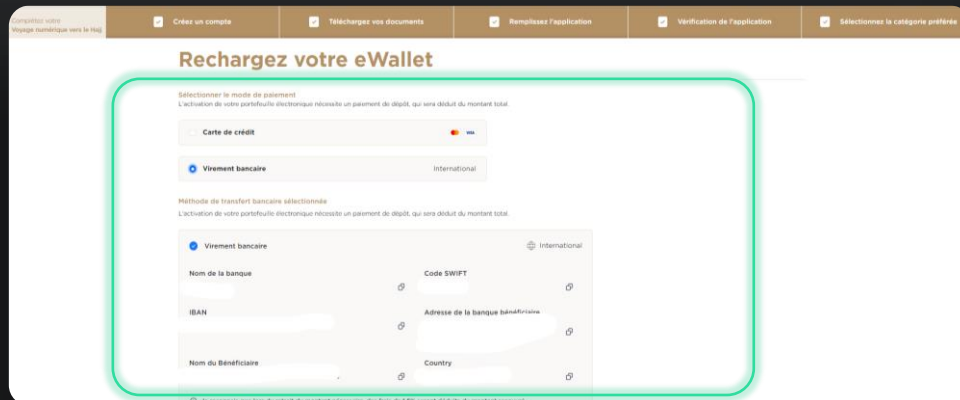 Complétez votre
Voyage numérique vers le Hajj
Créez un compte
Téléchargez vos documents
Remplissez l'application
Vérification de l'application
Sélectionnez la catégorie préférée
Rechargez votre eWallet
Sélectionner le mode de paiement
L'activation de votre portefeuille électronique nécessite un paiement de dépôt, qui sera déduit du montant total.
Carte de crédit
VISA
Virement bancaire
International
Méthode de transfert bancaire sélectionnée
L'activation de votre portefeuille électronique nécessite un paiement de dépôt, qui sera déduit du montant total.
Virement bancaire
International
Nom de la banque
Code SWIFT
IBAN
Adresse de la banque bénéficiaire
Nom du Bénéficiaire
Country